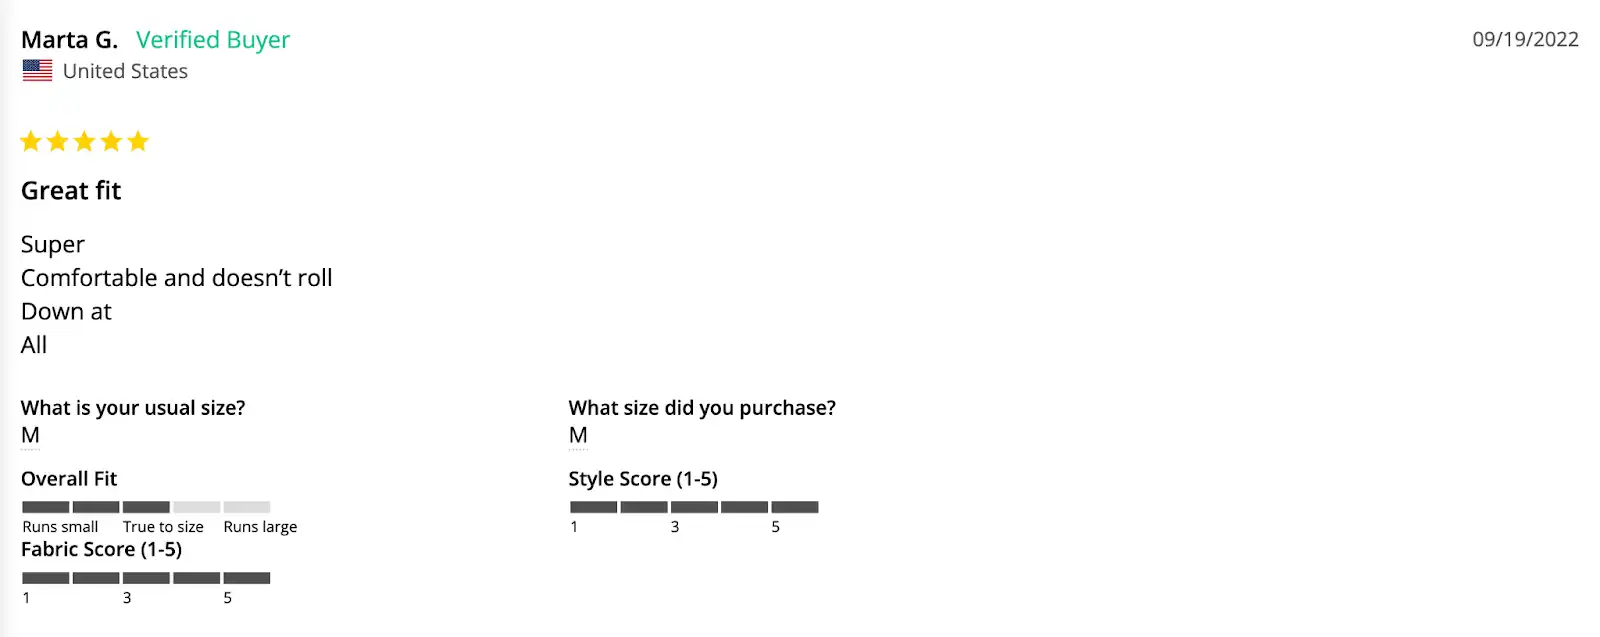 Marta G. Verified Buyer 09/19/2022
United States
Great fit
Super
Comfortable and doesn’t roll
Down at
All
What is your usual size? What size did you purchase?
M M
Overall Fit Style Score (1-5)
Runs small True to size Runs large 1 3 5
Fabric Score (1-5)
1 3 5